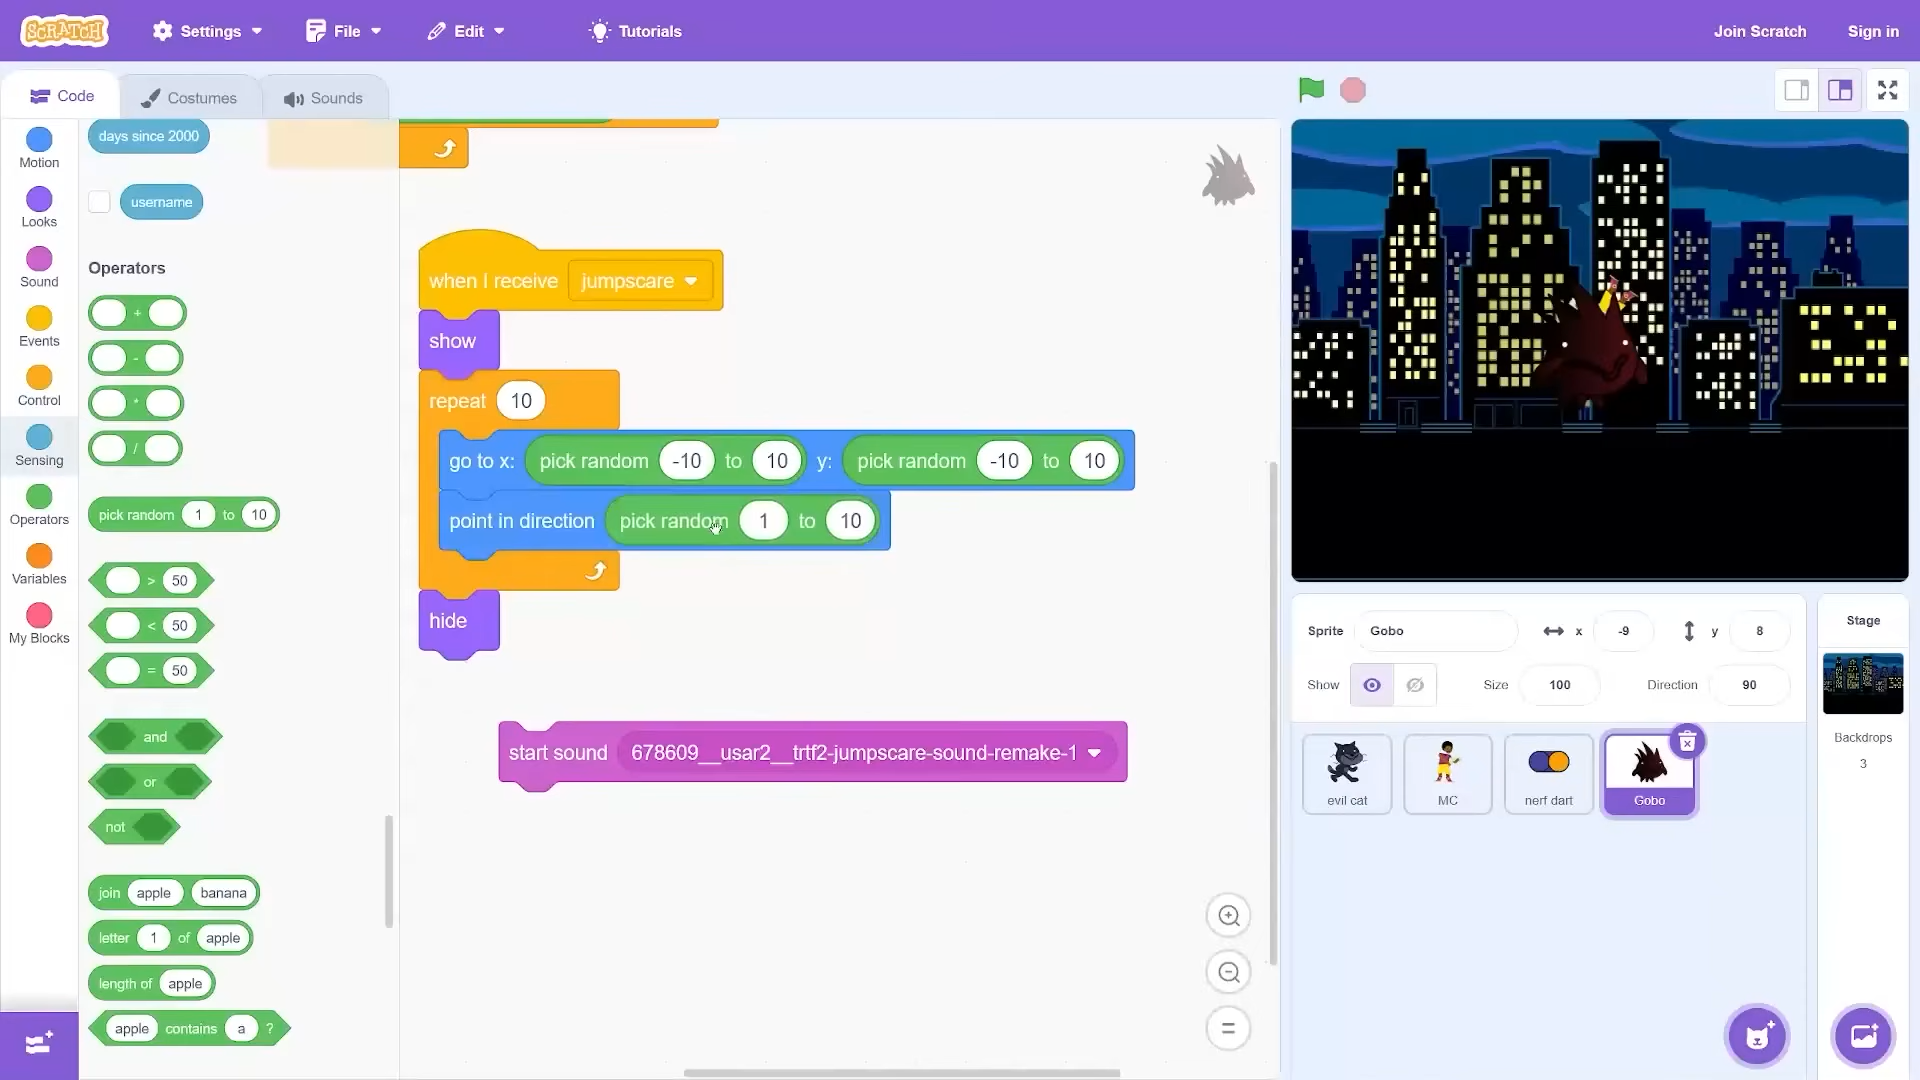 SCRATCH Settings File Edit Tutorials Join Scratch Sign in
Code Costumes Sounds
Motion
Looks
Sound
Events
Control
Sensing
Operators
Variables
My Blocks
days since 2000
username
Operators
+
-
*
/
pick random 1 to 10
> 50
< 50
= 50
and
or
not
join apple banana
letter 1 of apple
length of apple
apple contains a ?
when I receive jumpscare
show
repeat 10
go to x: pick random -10 to 10 y: pick random -10 to 10
point in direction pick random 1 to 10
hide
start sound 678609__usar2__trtf2-jumpscare-sound-remake-1
Sprite Gobo x -9 y 8
Show Size 100 Direction 90
evil cat MC nerf dart Gobo
Stage
Backdrops
3